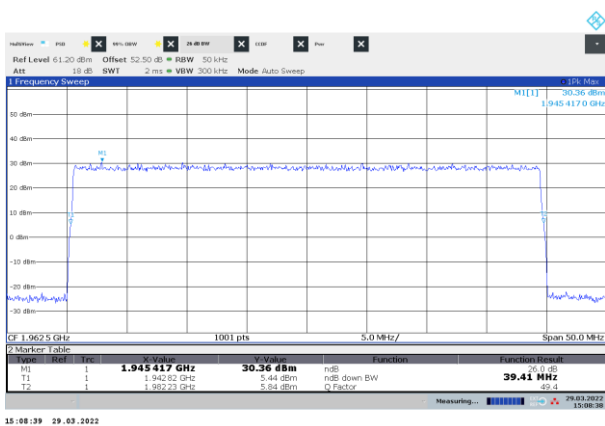 MultiView PSD 99% OBW 26 dB BW CCDF Pvt
Ref Level 61.20 dBm Offset 52.50 dB RBW 50 kHz
Att 18 dB SWT 2 ms VBW 300 kHz Mode Auto Sweep
1 Frequency Sweep 1Pk Max
M1[1] 30.36 dBm
1.945 417 0 GHz
50 dBm
40 dBm
M1
30 dBm
20 dBm
10 dBm
0 dBm
-20 dBm
-30 dBm
CF 1.962 5 GHz 1001 pts 5.0 MHz/ Span 50.0 MHz
2 Marker Table
Type Ref Trc X-Value Y-Value Function Function Result
M1 1 1.945 417 GHz 30.36 dBm ndB 26.0 dB
T1 1 1.942 82 GHz 5.44 dBm ndB down BW 39.41 MHz
T2 1 1.982 23 GHz 5.84 dBm Q Factor 49.4
Measuring... 29.03.2022
15:08:38
15:08:39 29.03.2022